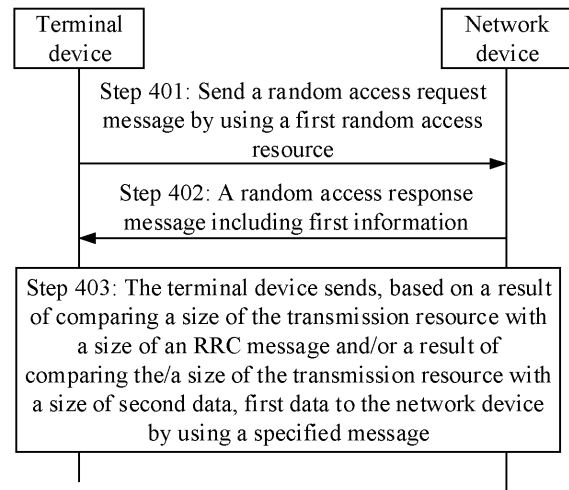 Terminal
device
Network
device
Step 401: Send a random access request
message by using a first random access
resource
Step 402: A random access response
message including first information
Step 403: The terminal device sends, based on a result
of comparing a size of the transmission resource with
a size of an RRC message and/or a result of
comparing the/a size of the transmission resource with
a size of second data, first data to the network device
by using a specified message